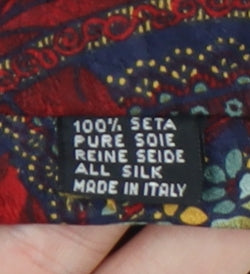 100% SETA
PURE SOIE
REINE SEIDE
ALL SILK
MADE IN ITALY